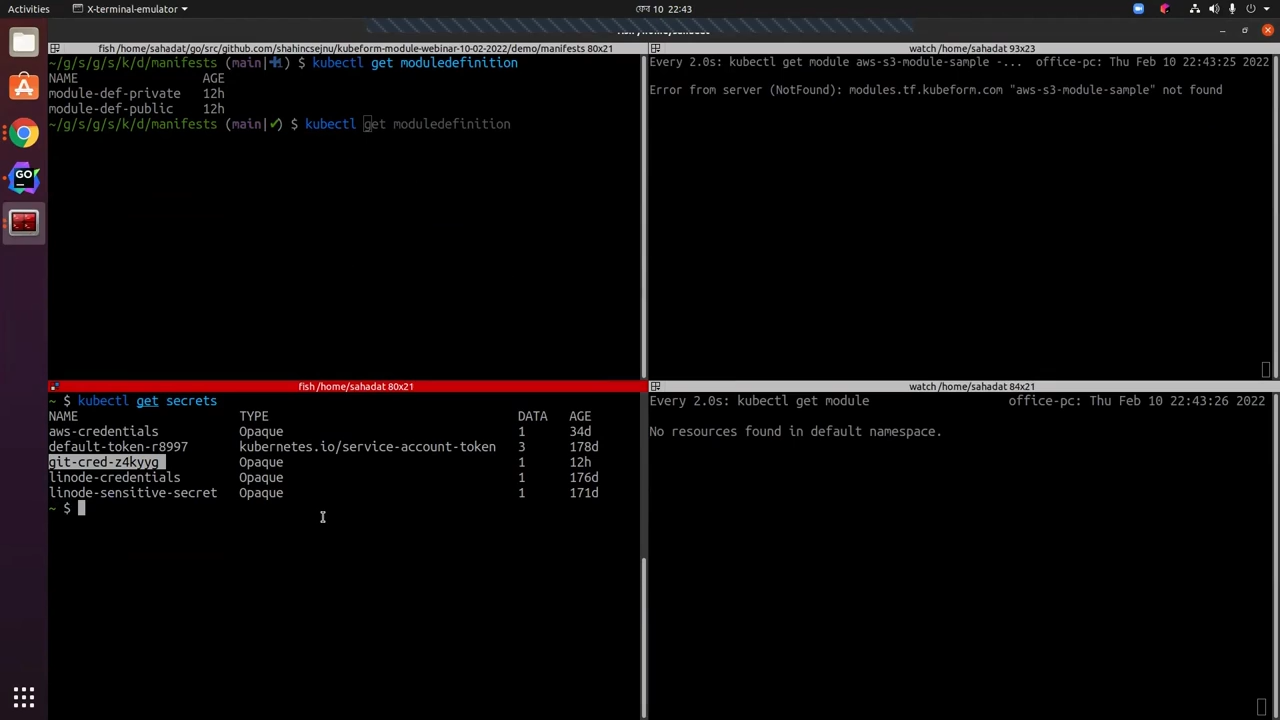 Activities X-terminal-emulator ফেব 10 22:43
fish /home/sahadat/go/src/github.com/shahincsejnu/kubeform-module-webinar-10-02-2022/demo/manifests 80x21
~/g/s/g/s/k/d/manifests (main| ) $ kubectl get moduledefinition
NAME AGE
module-def-private 12h
module-def-public 12h
~/g/s/g/s/k/d/manifests (main|✔) $ kubectl get moduledefinition
watch /home/sahadat 93x23
Every 2.0s: kubectl get module aws-s3-module-sample -... office-pc: Thu Feb 10 22:43:25 2022
Error from server (NotFound): modules.tf.kubeform.com "aws-s3-module-sample" not found
fish /home/sahadat 80x21
~ $ kubectl get secrets
NAME TYPE DATA AGE
aws-credentials Opaque 1 34d
default-token-r8997 kubernetes.io/service-account-token 3 178d
git-cred-z4kyyg Opaque 1 12h
linode-credentials Opaque 1 176d
linode-sensitive-secret Opaque 1 171d
~ $
watch /home/sahadat 84x21
Every 2.0s: kubectl get module office-pc: Thu Feb 10 22:43:26 2022
No resources found in default namespace.